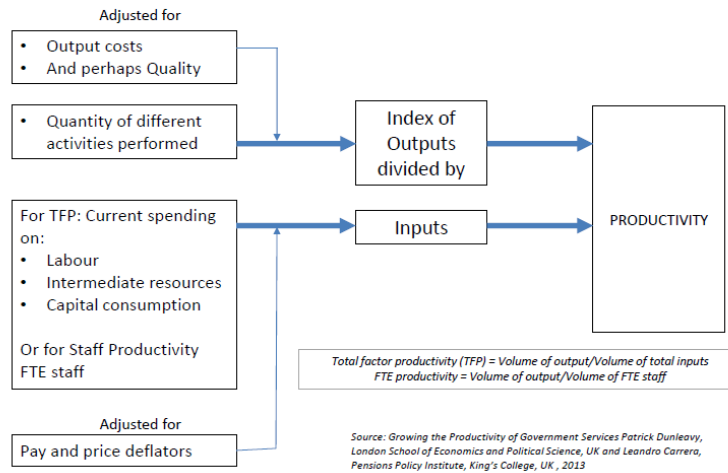 Adjusted for
• Output costs
• And perhaps Quality
• Quantity of different
activities performed
Index of
Outputs
divided by
For TFP: Current spending
on:
• Labour
• Intermediate resources
• Capital consumption
Or for Staff Productivity
FTE staff
Inputs
PRODUCTIVITY
Total factor productivity (TFP) = Volume of output/Volume of total inputs
FTE productivity = Volume of output/Volume of FTE staff
Adjusted for
Pay and price deflators
Source: Growing the Productivity of Government Services Patrick Dunleavy,
London School of Economics and Political Science, UK and Leandro Carrera,
Pensions Policy Institute, King's College, UK , 2013